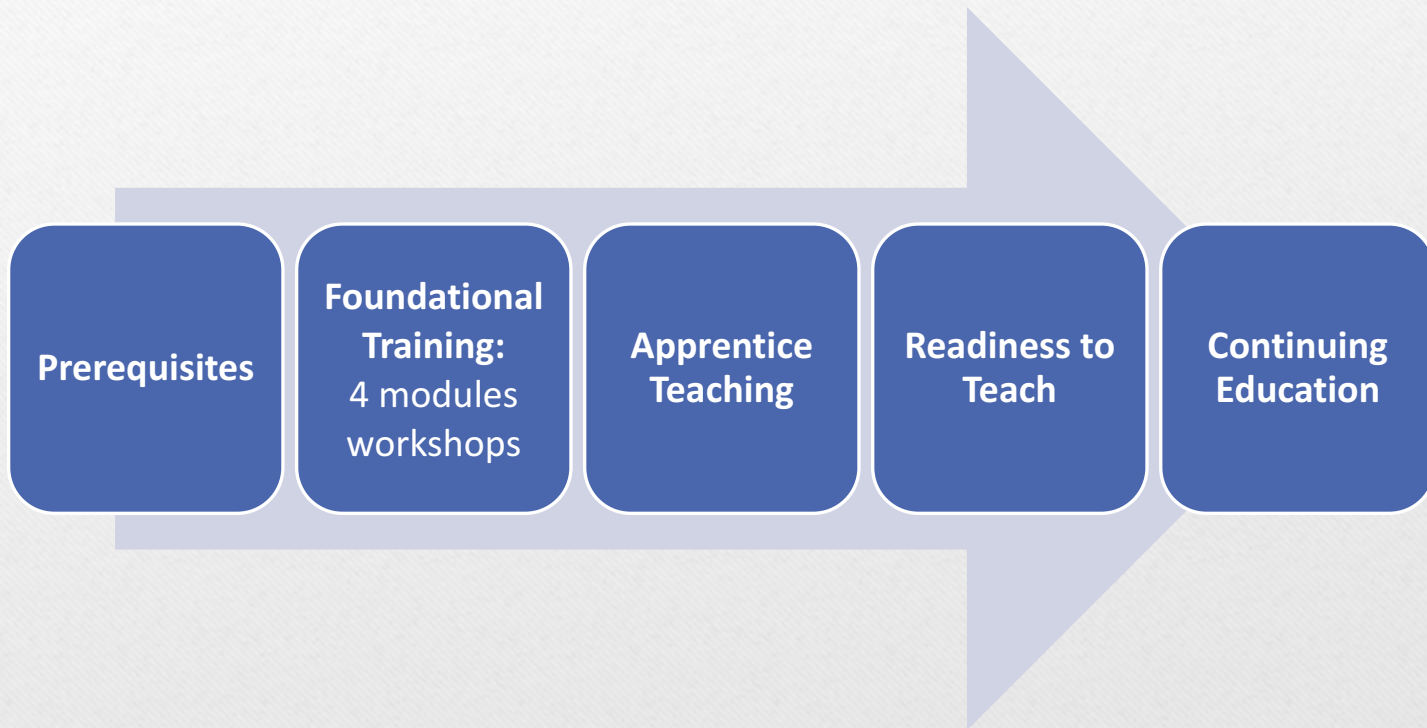 Prerequisites
Foundational
Training:
4 modules
workshops
Apprentice
Teaching
Readiness to
Teach
Continuing
Education